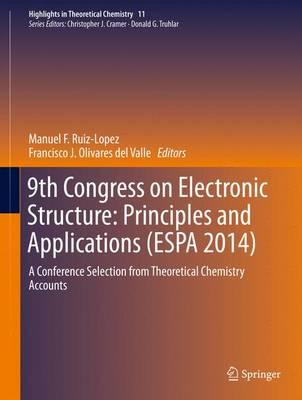 Highlights in Theoretical Chemistry 11
Series Editors: Christopher J. Cramer · Donald G. Truhlar
Manuel F. Ruiz-Lopez
Francisco J. Olivares del Valle Editors
9th Congress on Electronic
Structure: Principles and
Applications (ESPA 2014)
A Conference Selection from Theoretical Chemistry
Accounts
Springer